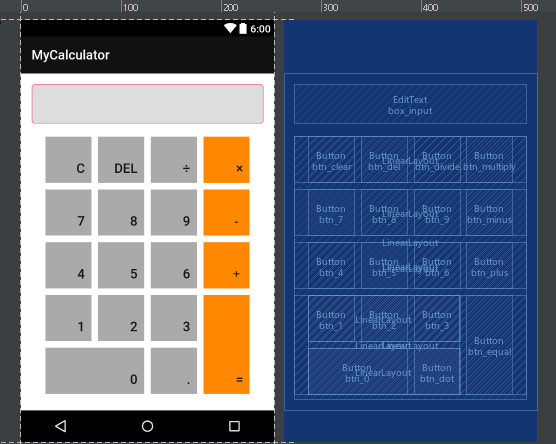 0 100 200 300 400 500
6:00
MyCalculator
C DEL ÷ ×
7 8 9 -
4 5 6 +
1 2 3
0 . =
EditText
box_input
Button Button Button Button
LinearLayout
btn_clear btn_del btn_divide btn_multiply
Button Button Button Button
LinearLayout
btn_7 btn_8 btn_9 btn_minus
LinearLayout
Button Button Button Button
LinearLayout
btn_4 btn_5 btn_6 btn_plus
Button Button Button
LinearLayout
btn_1 btn_2 btn_3
Button
btn_equal
LinearLayout
Button Button
LinearLayout
btn_0 btn_dot